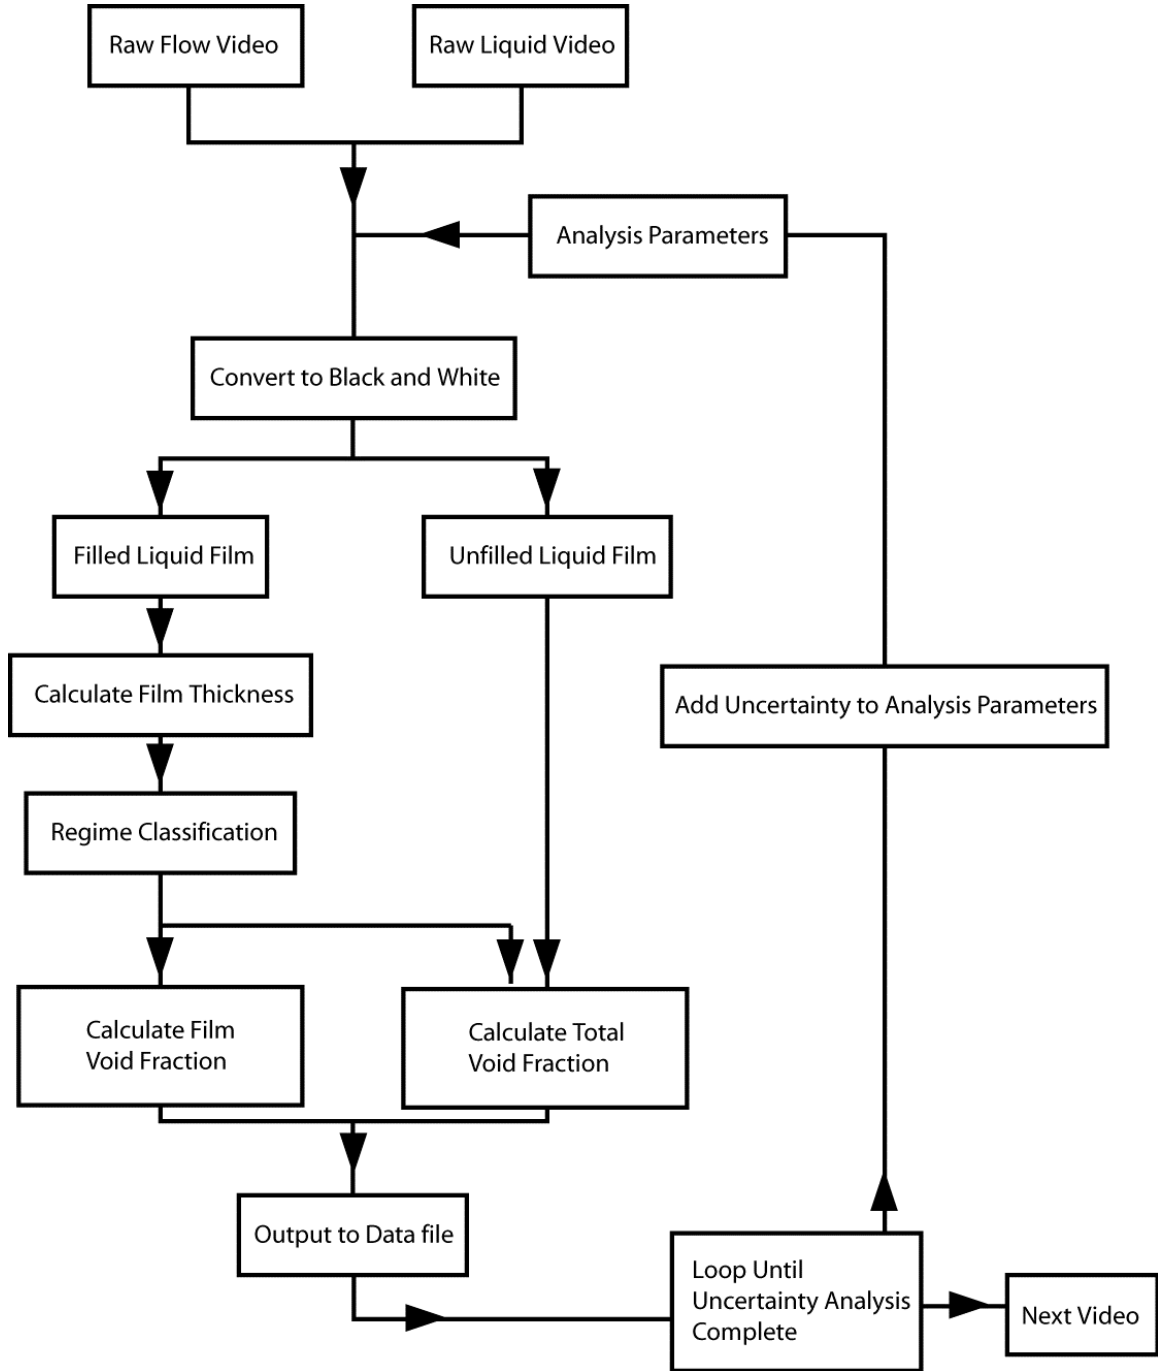 Raw Flow Video
Raw Liquid Video
Analysis Parameters
Convert to Black and White
Filled Liquid Film
Unfilled Liquid Film
Calculate Film Thickness
Add Uncertainty to Analysis Parameters
Regime Classification
Calculate Film
Void Fraction
Calculate Total
Void Fraction
Output to Data file
Loop Until
Uncertainty Analysis
Complete
Next Video